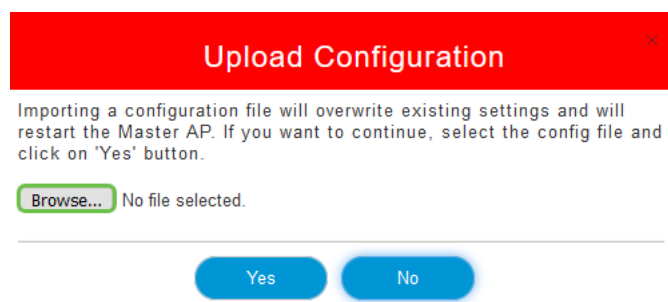 Upload Configuration
×
Importing a configuration file will overwrite existing settings and will
restart the Master AP. If you want to continue, select the config file and
click on 'Yes' button.
Browse... No file selected.
Yes No